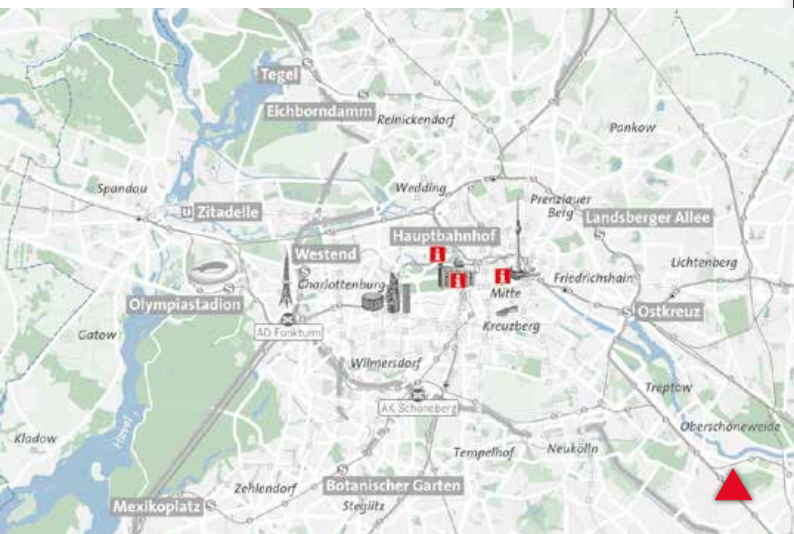 Tegel
S
Eichborndamm
S
Reinickendorf
Pankow
Spandau
U Zitadelle
Wedding
Prenzlauer
Berg
Landsberger Allee
S
Hauptbahnhof
i
Westend
S
Charlottenburg
i
i
Mitte
Friedrichshain
Lichtenberg
Olympiastadion
S Ostkreuz
AD Funkturm
Kreuzberg
Gatow
Wilmersdorf
Treptow
AK Schöneberg
Oberschöneweide
Havel
Kladow
Tempelhof
Neukölln
S
Zehlendorf
Botanischer Garten
Mexikoplatz S
Steglitz